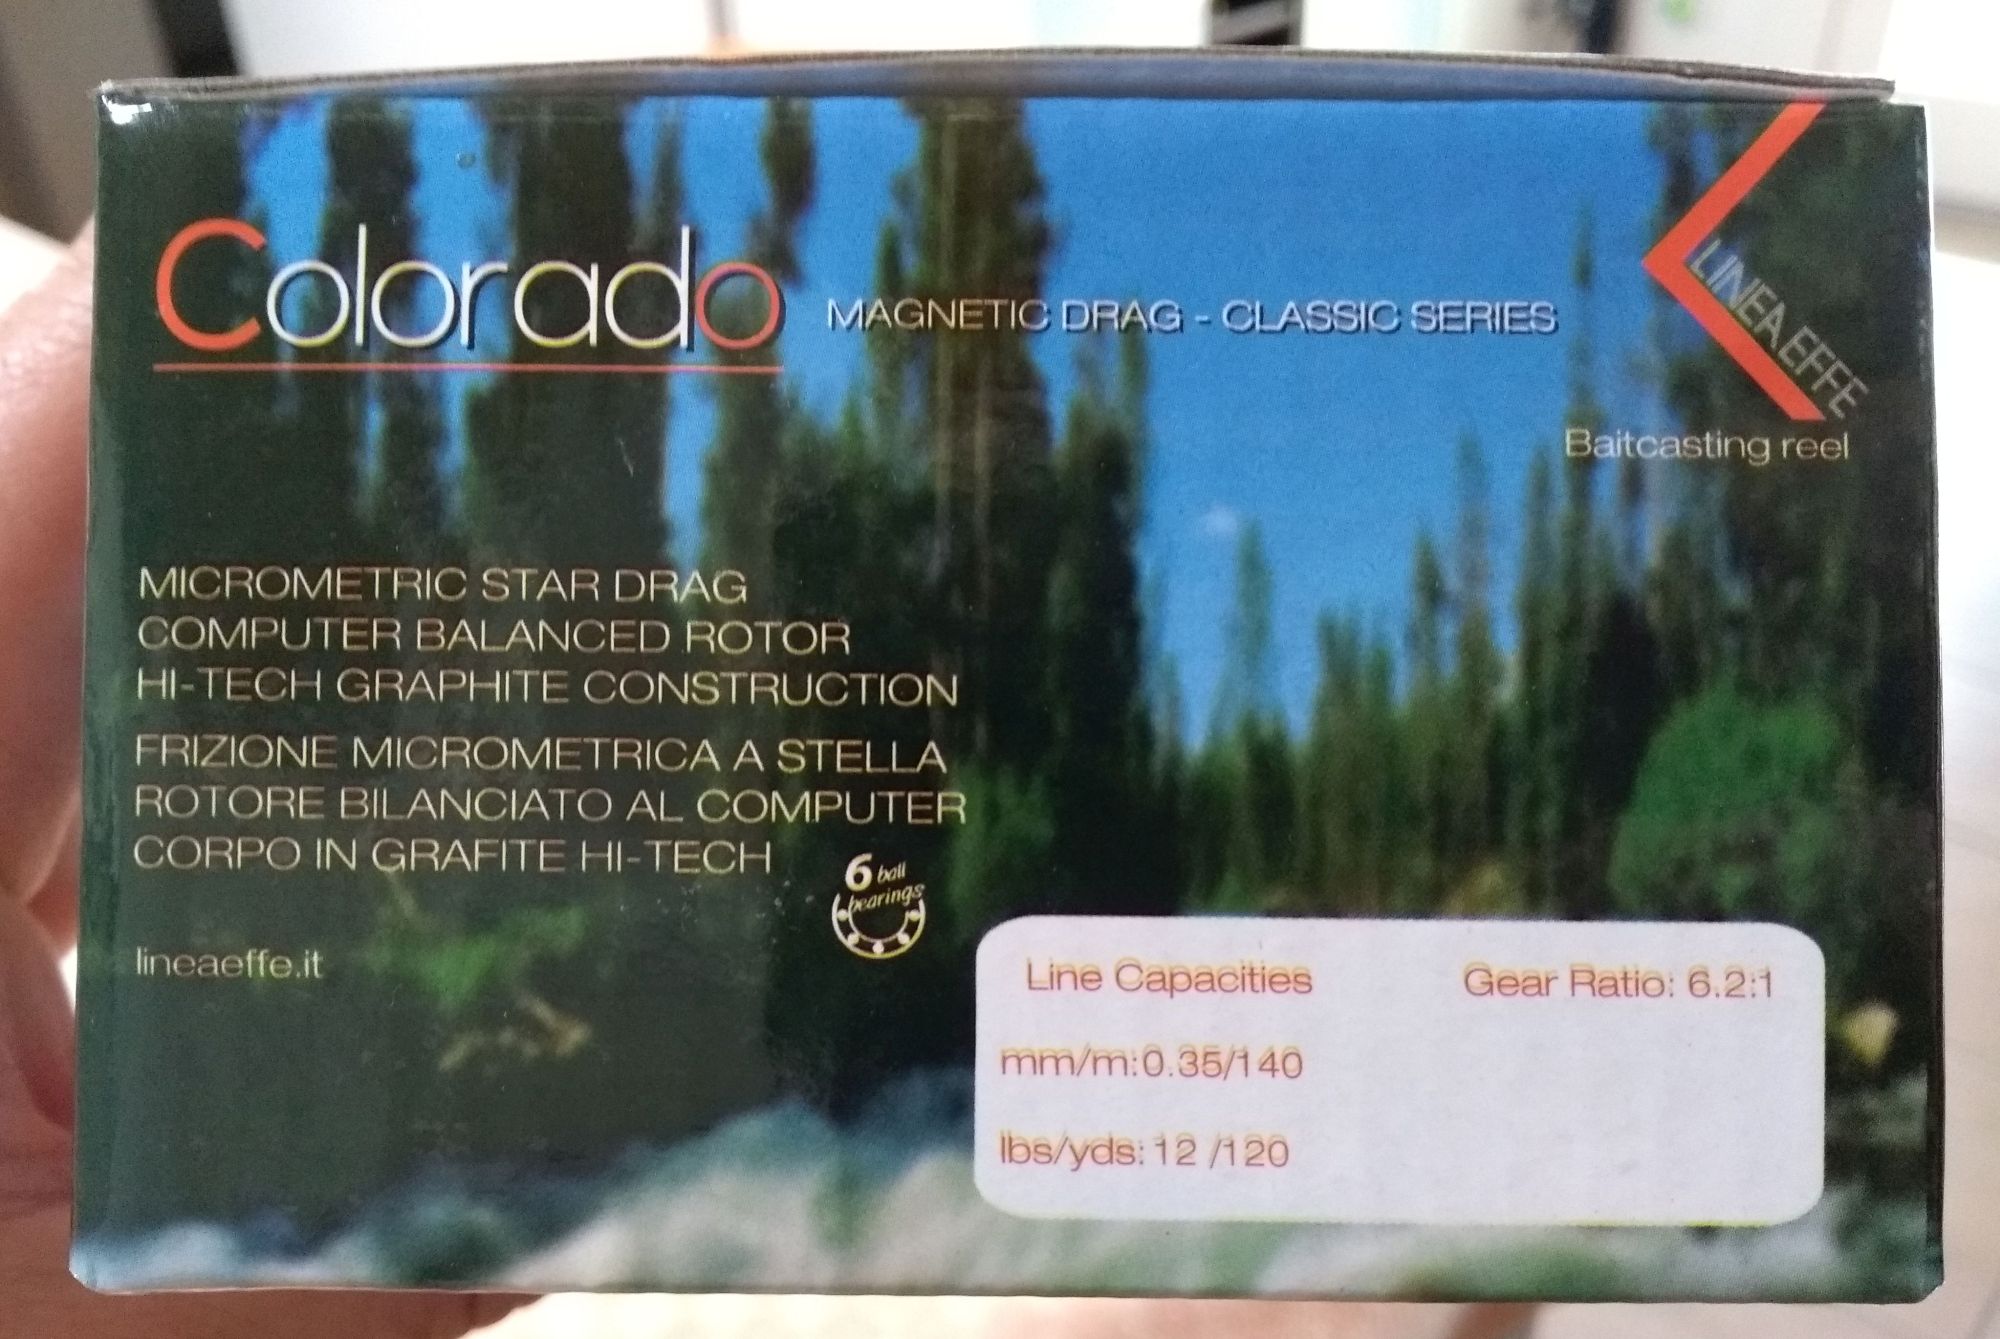 Colorado
MAGNETIC DRAG - CLASSIC SERIES
LINEAEFFE
Baitcasting reel
MICROMETRIC STAR DRAG
COMPUTER BALANCED ROTOR
HI-TECH GRAPHITE CONSTRUCTION
FRIZIONE MICROMETRICA A STELLA
ROTORE BILANCIATO AL COMPUTER
CORPO IN GRAFITE HI-TECH
6 ball
bearings
lineaeffe.it
Line Capacities
Gear Ratio: 6.2:1
mm/m:0.35/140
lbs/yds: 12 /120